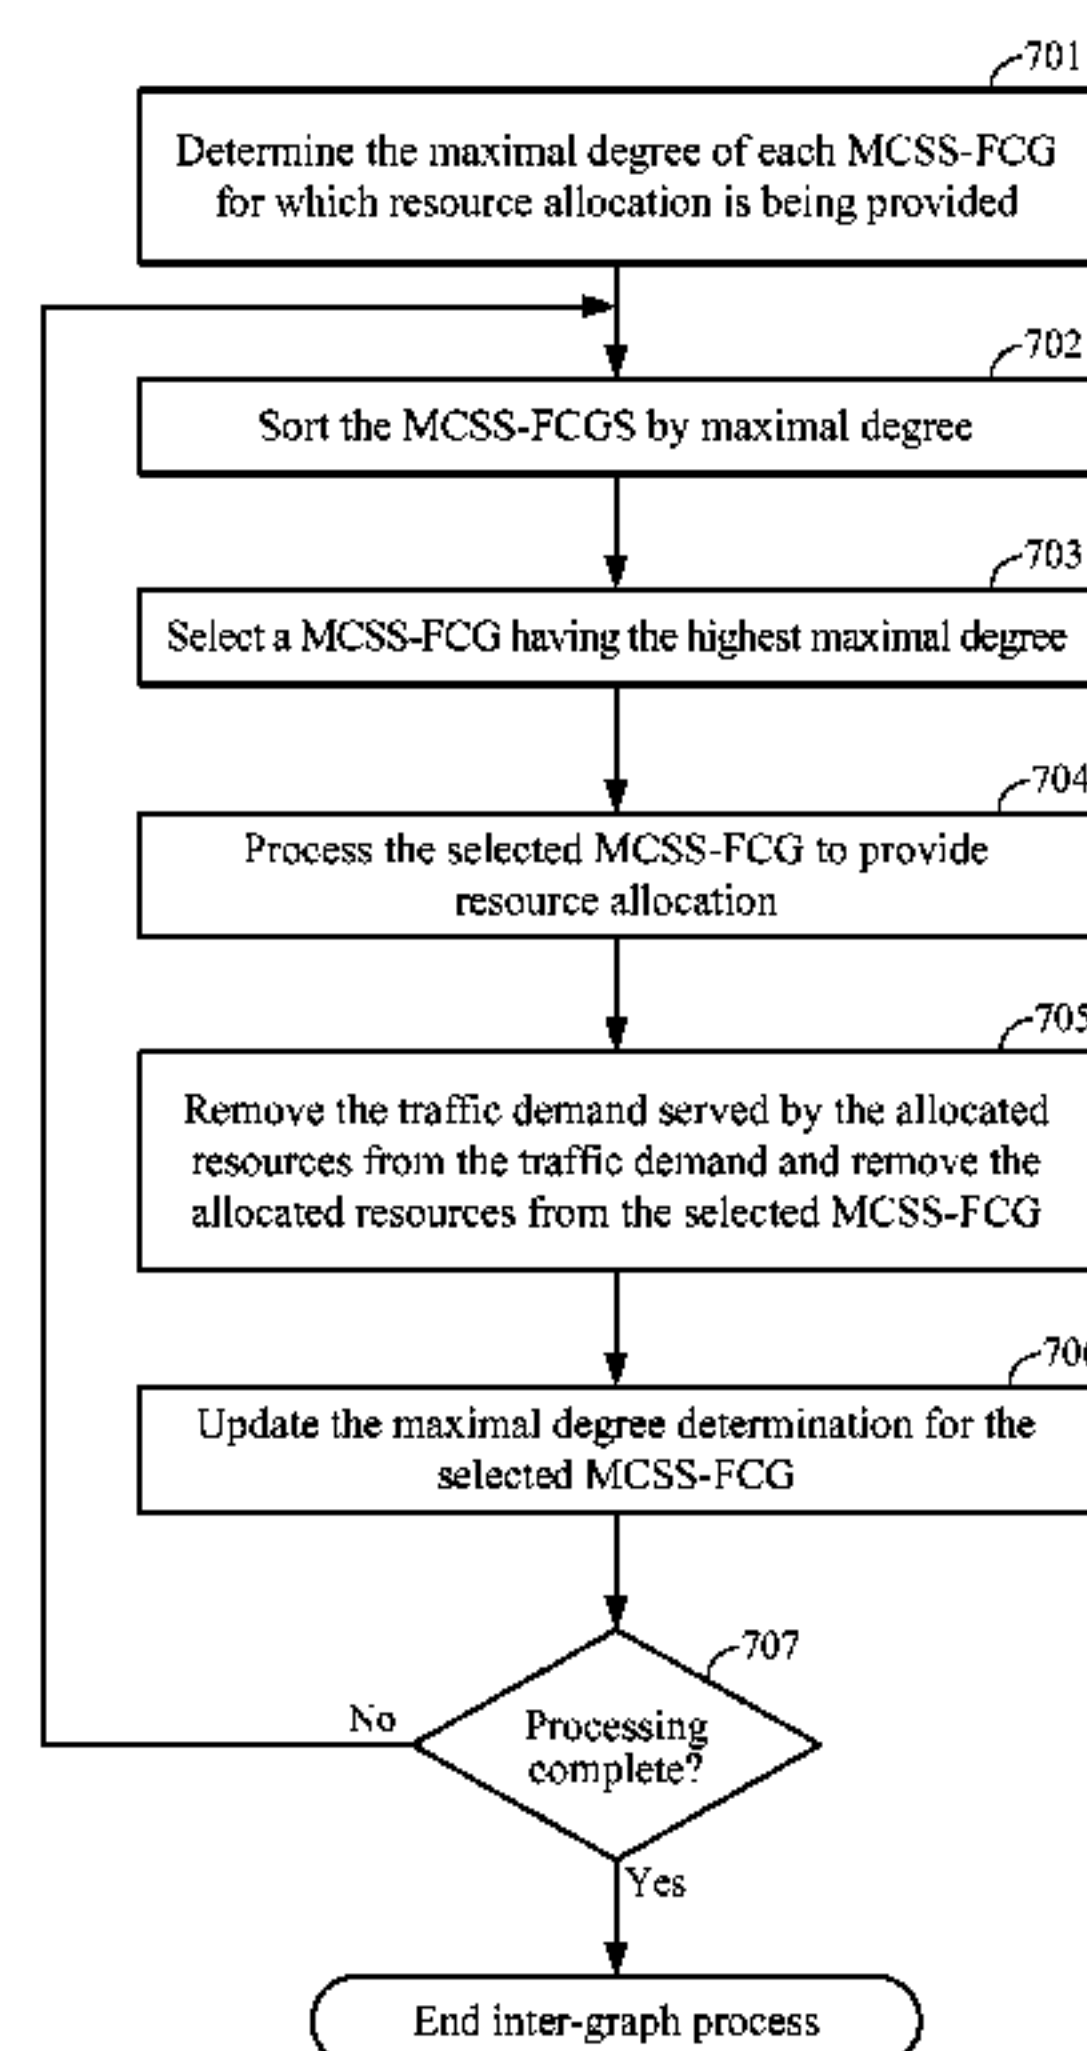 701
Determine the maximal degree of each MCSS-FCG
for which resource allocation is being provided
702
Sort the MCSS-FCGS by maximal degree
703
Select a MCSS-FCG having the highest maximal degree
704
Process the selected MCSS-FCG to provide
resource allocation
705
Remove the traffic demand served by the allocated
resources from the traffic demand and remove the
allocated resources from the selected MCSS-FCG
706
Update the maximal degree determination for the
selected MCSS-FCG
707
No
Processing
complete?
Yes
End inter-graph process